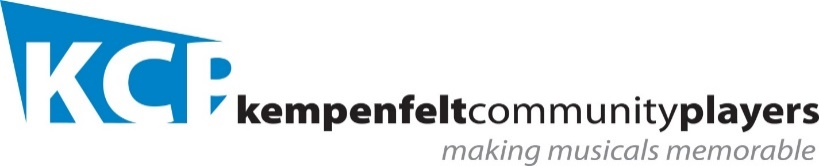 KCP
kempenfeltcommunityplayers
making musicals memorable